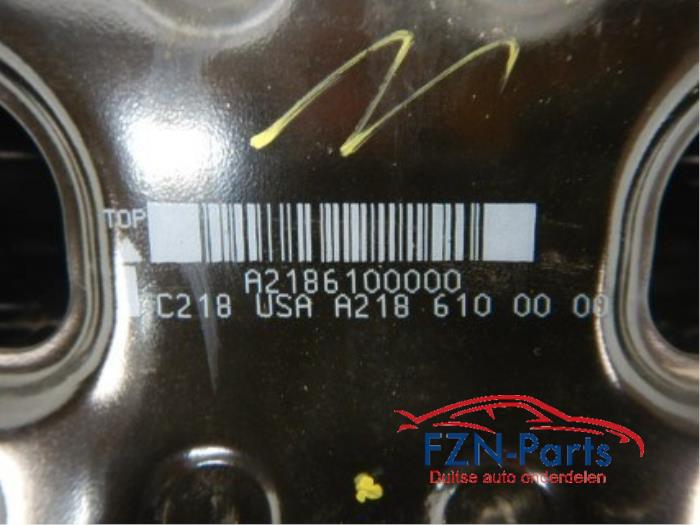 TOP
A2186100000
C218 USA A218 610 00 00
FZN-Parts
Duitse auto onderdelen